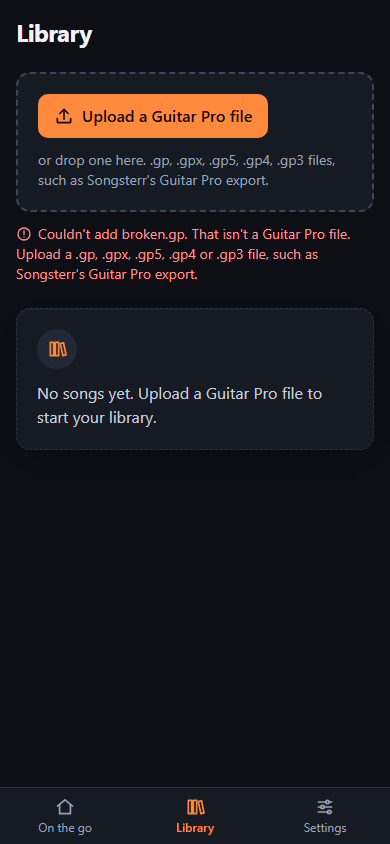 Library
Upload a Guitar Pro file
or drop one here. .gp, .gpx, .gp5, .gp4, .gp3 files,
such as Songsterr's Guitar Pro export.
Couldn't add broken.gp. That isn't a Guitar Pro file.
Upload a .gp, .gpx, .gp5, .gp4 or .gp3 file, such as
Songsterr's Guitar Pro export.
No songs yet. Upload a Guitar Pro file to
start your library.
On the go
Library
Settings